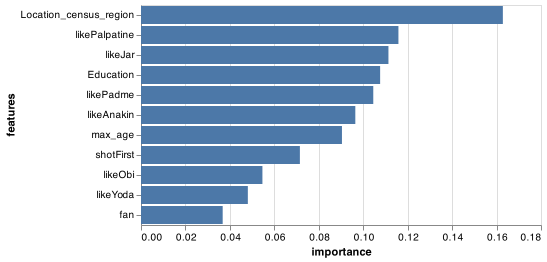 features
Location_census_region
likePalpatine
likeJar
Education
likePadme
likeAnakin
max_age
shotFirst
likeObi
likeYoda
fan
0.00 0.02 0.04 0.06 0.08 0.10 0.12 0.14 0.16 0.18
importance